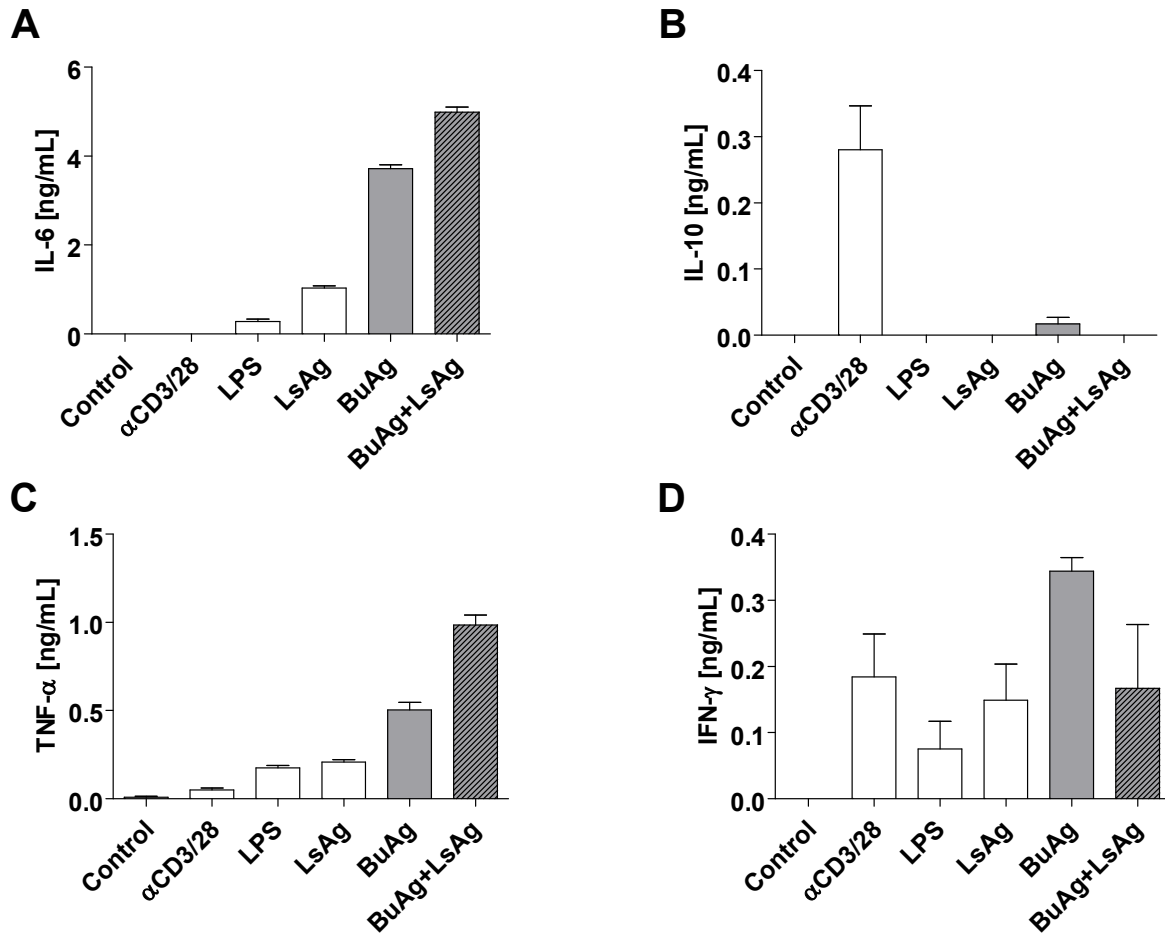 A
IL-6 [ng/mL]
6
4
2
0
Control
αCD3/28
LPS
LsAg
BuAg
BuAg+LsAg
B
IL-10 [ng/mL]
0.4
0.3
0.2
0.1
0.0
Control
αCD3/28
LPS
LsAg
BuAg
BuAg+LsAg
C
TNF-α [ng/mL]
1.5
1.0
0.5
0.0
Control
αCD3/28
LPS
LsAg
BuAg
BuAg+LsAg
D
IFN-γ [ng/mL]
0.4
0.3
0.2
0.1
0.0
Control
αCD3/28
LPS
LsAg
BuAg
BuAg+LsAg